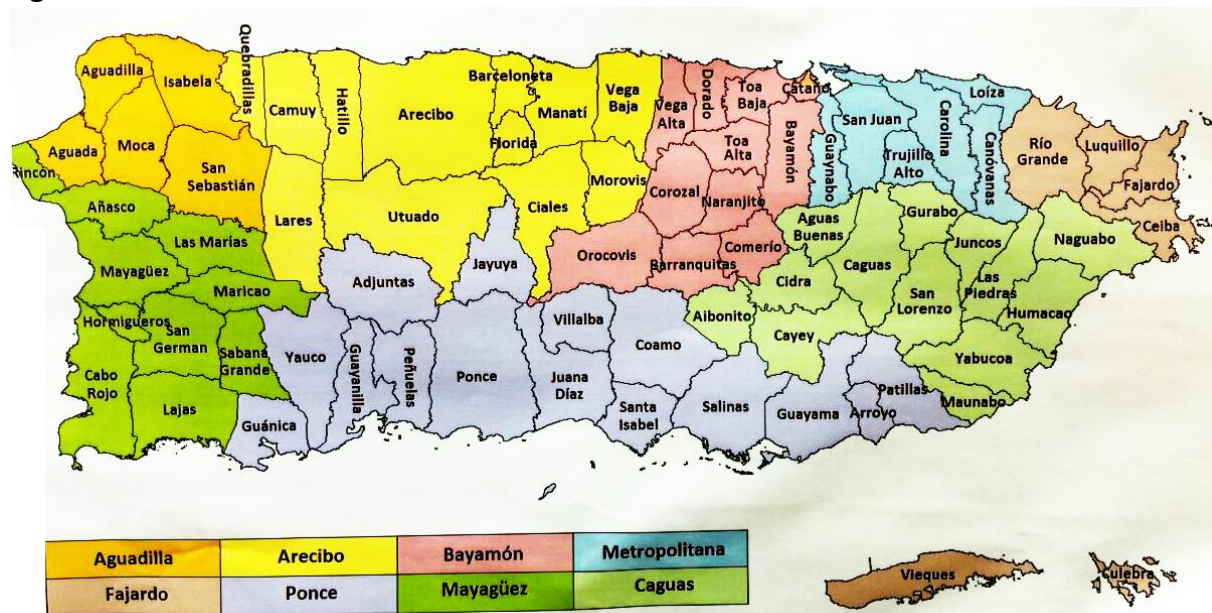 Quebradillas
Aguadilla
Isabela
Camuy
Hatillo
Arecibo
Barceloneta
Manatí
Vega
Baja
Vega
Alta
Dorado
Toa
Baja
Cataño
Loíza
San Juan
Carolina
Canóvanas
Moca
Aguada
Rincón
San
Sebastián
Florida
Toa
Alta
Bayamón
Guaynabo
Trujillo
Alto
Río
Grande
Luquillo
Fajardo
Añasco
Lares
Utuado
Ciales
Morovis
Corozal
Naranjito
Aguas
Buenas
Gurabo
Ceiba
Las Marías
Mayagüez
Maricao
Adjuntas
Jayuya
Orocovis
Barranquitas
Comerío
Cidra
Caguas
Juncos
Naguabo
Las
Piedras
Humacao
San
Lorenzo
Hormigueros
San
German
Sabana
Grande
Yauco
Guayanilla
Peñuelas
Ponce
Villalba
Coamo
Aibonito
Cayey
Yabucoa
Cabo
Rojo
Lajas
Guánica
Juana
Díaz
Santa
Isabel
Salinas
Guayama
Arroyo
Patillas
Maunabo
Aguadilla Arecibo Bayamón Metropolitana
Fajardo Ponce Mayagüez Caguas
Vieques
Culebra